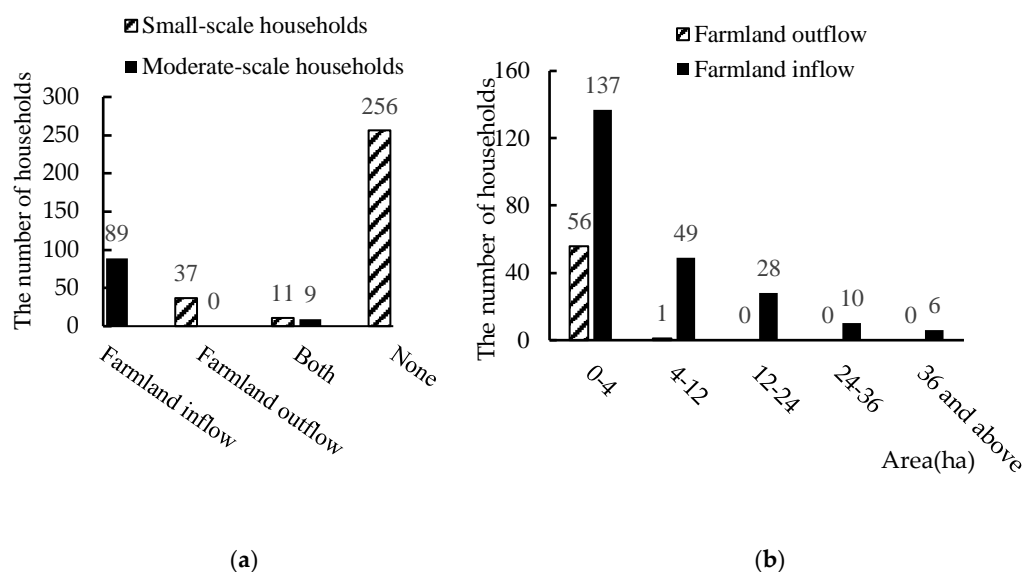 Small-scale households
Moderate-scale households
The number of households
300
250
200
150
100
50
0
89
37
0
11
9
256
Farmland inflow
Farmland outflow
Both
None
(a)
Farmland outflow
Farmland inflow
The number of households
160
120
80
40
0
56
137
1
49
0
28
0
10
0
6
0-4
4-12
12-24
24-36
36 and above
Area(ha)
(b)